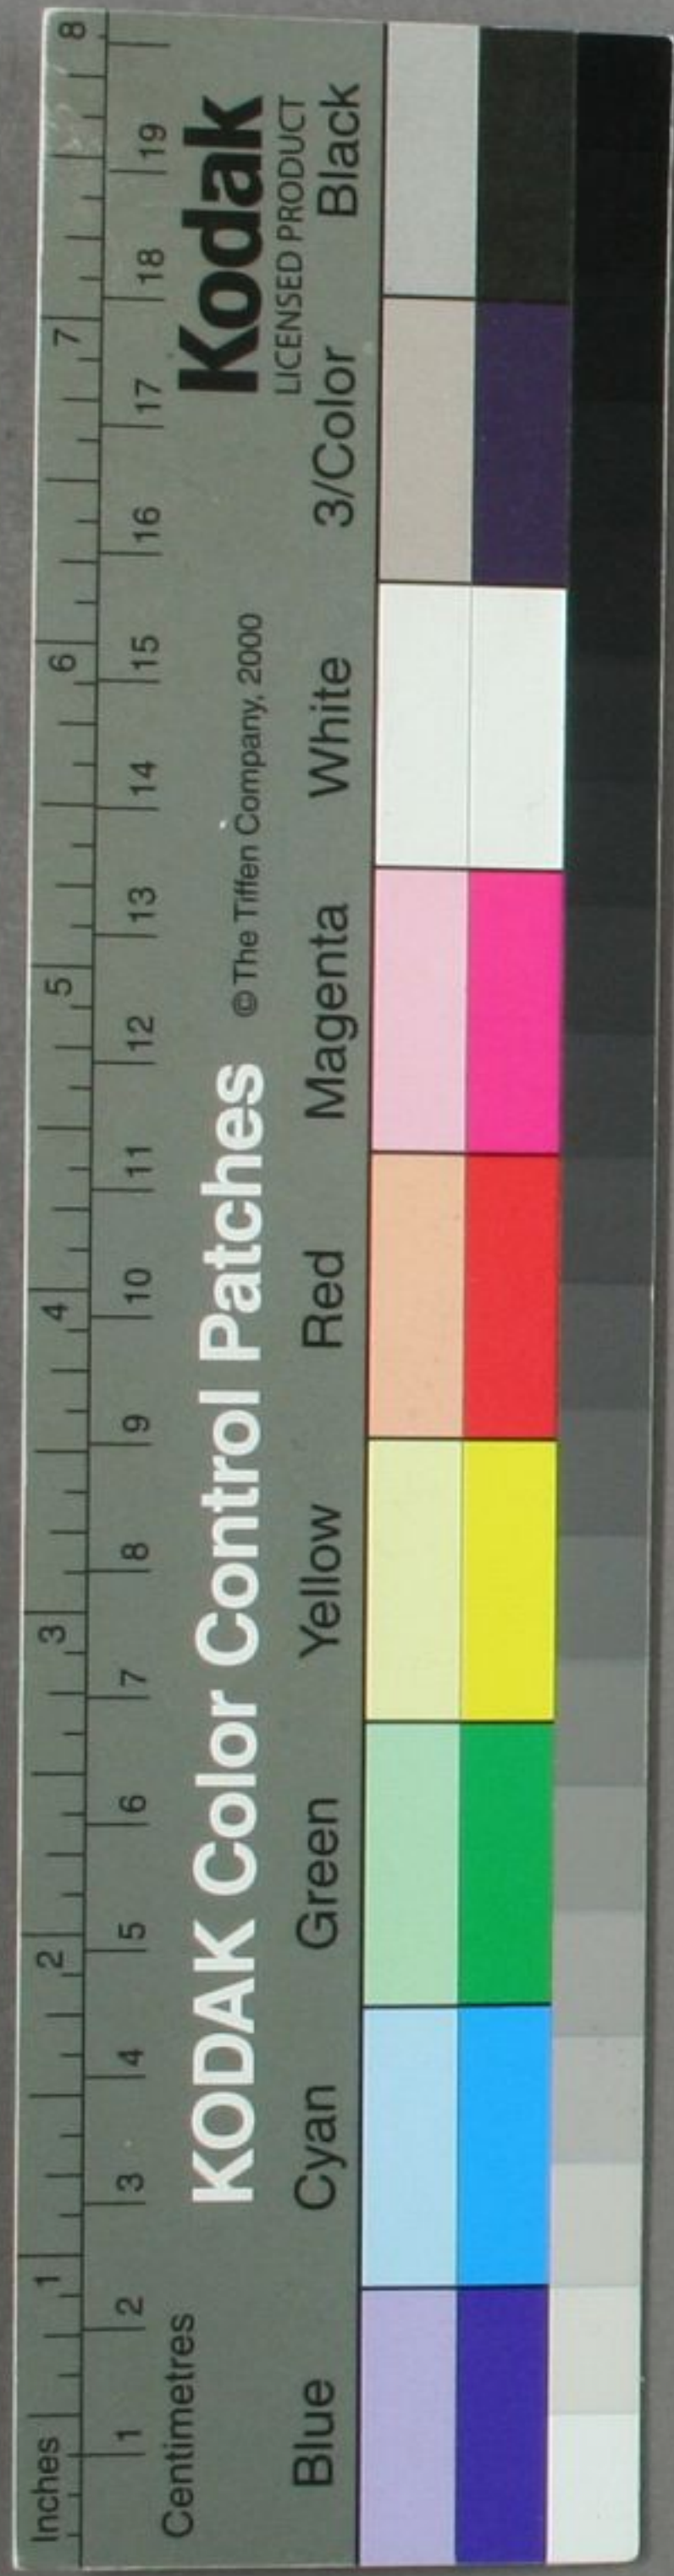 Inches 1 2 3 4 5 6 7 8
1 2 3 4 5 6 7 8 9 10 11 12 13 14 15 16 17 18 19
Centimetres
KODAK Color Control Patches © The Tiffen Company, 2000 Kodak
LICENSED PRODUCT
Blue Cyan Green Yellow Red Magenta White 3/Color Black